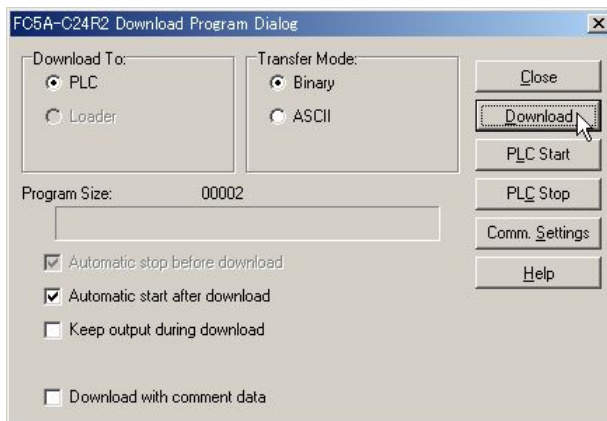 FC5A-C24R2 Download Program Dialog
Download To:
PLC
Loader
Transfer Mode:
Binary
ASCII
Close
Download
PLC Start
PLC Stop
Comm. Settings
Help
Program Size: 00002
Automatic stop before download
Automatic start after download
Keep output during download
Download with comment data